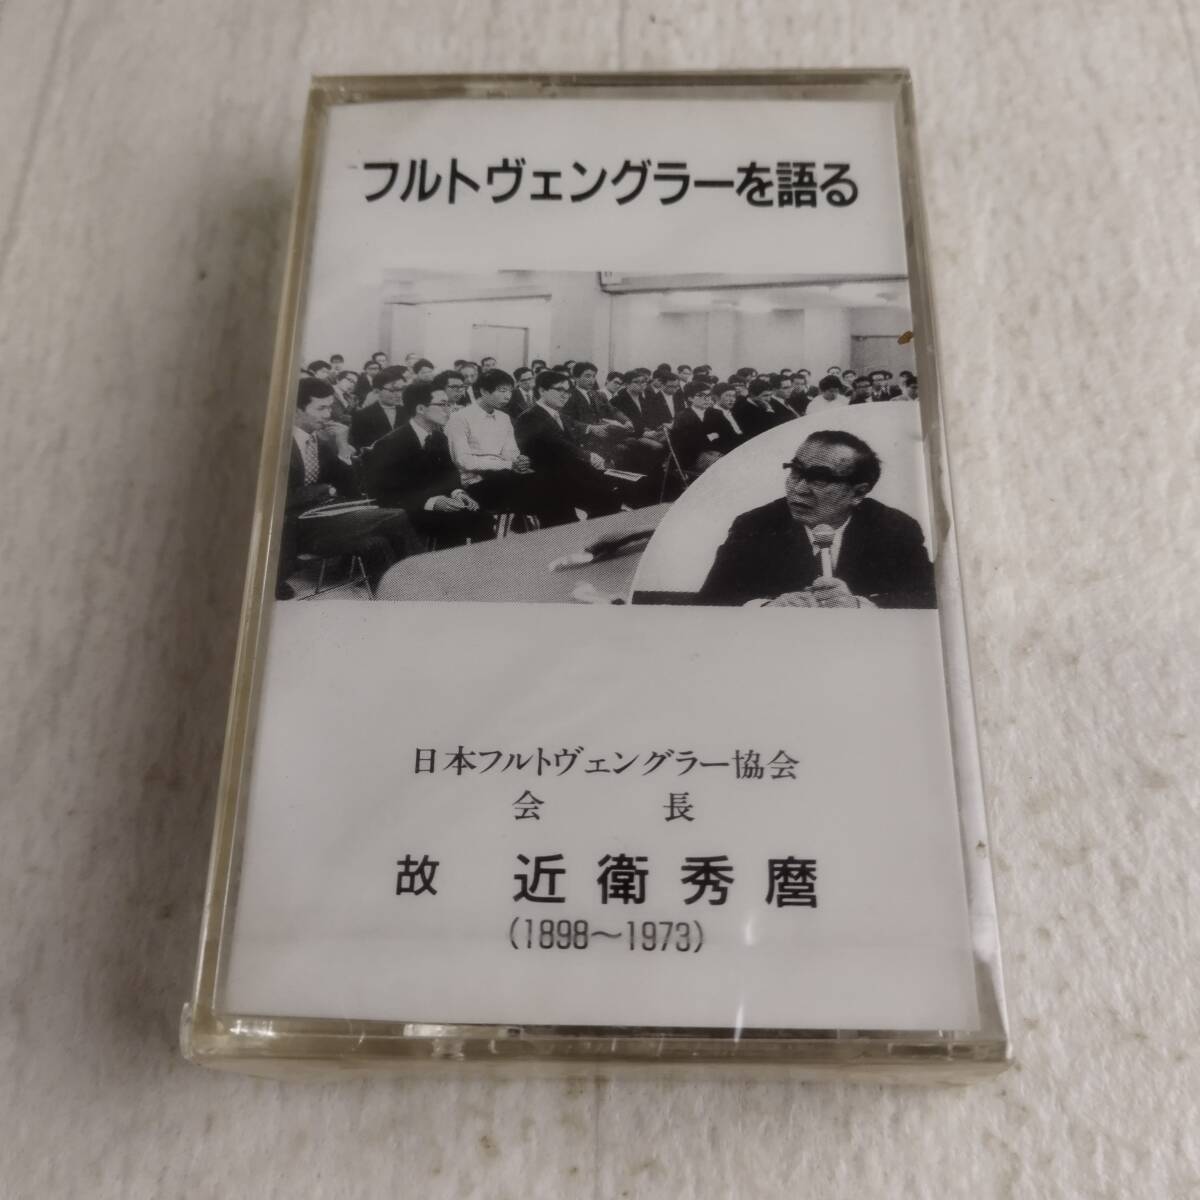 フルトヴェングラーを語る
日本フルトヴェングラー協会
会　　　長
故　近衛秀麿
(1898〜1973)